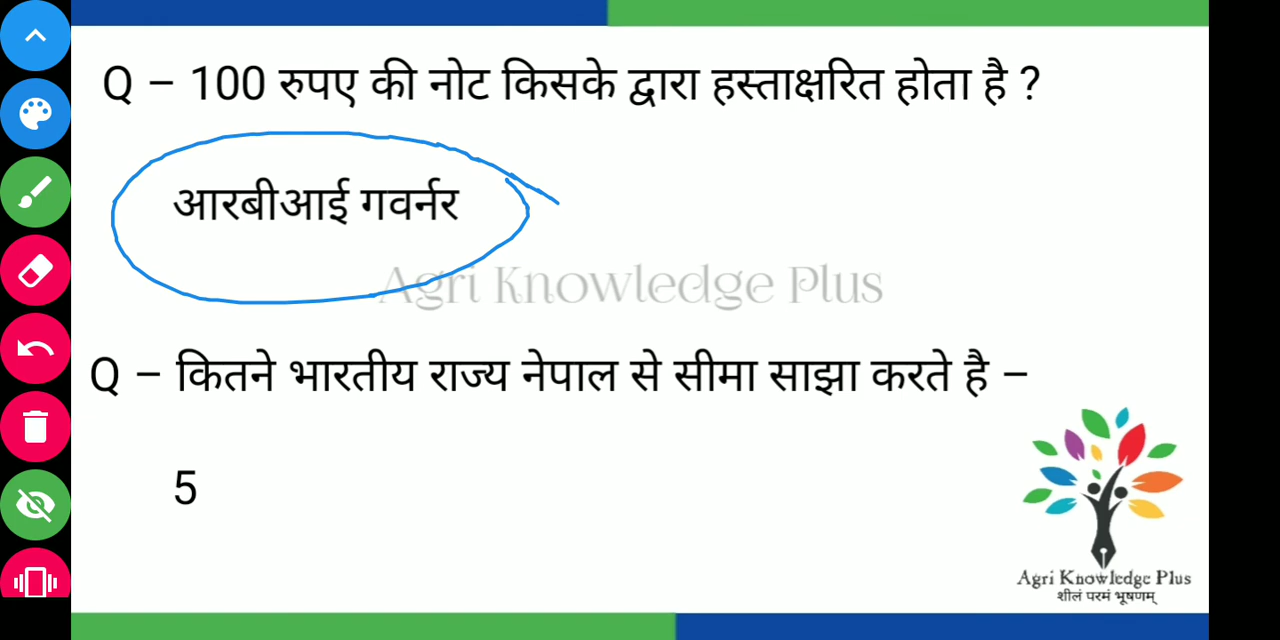 Q – 100 रुपए की नोट किसके द्वारा हस्ताक्षरित होता है ?
आरबीआई गवर्नर
Agri Knowledge Plus
Q – कितने भारतीय राज्य नेपाल से सीमा साझा करते है –
5
Agri Knowledge Plus
शीलं परमं भूषणम्